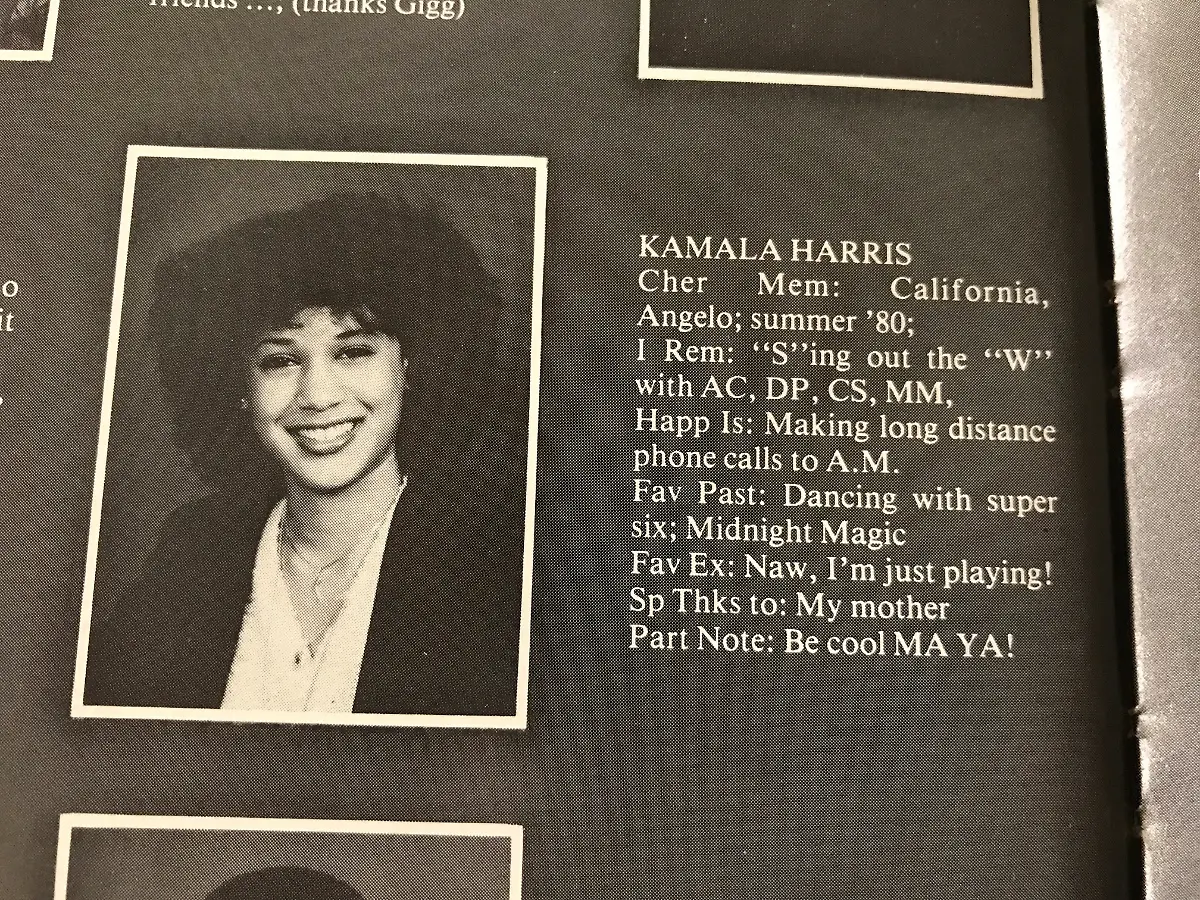 friends ..., (thanks Gigg)
o
it
KAMALA HARRIS
Cher Mem: California,
Angelo; summer ’80;
I Rem: “S”ing out the “W”
with AC, DP, CS, MM,
Happ Is: Making long distance
phone calls to A.M.
Fav Past: Dancing with super
six; Midnight Magic
Fav Ex: Naw, I’m just playing!
Sp Thks to: My mother
Part Note: Be cool MA YA!